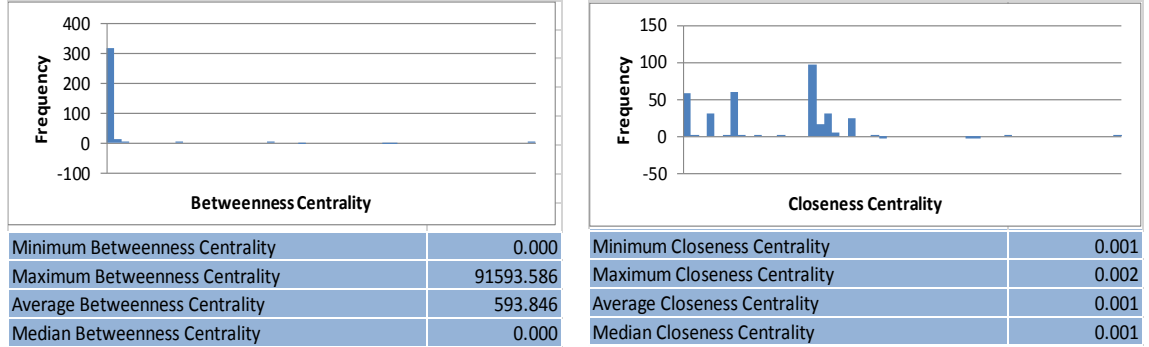 400
300
200
100
0
-100
Frequency
Betweenness Centrality
Minimum Betweenness Centrality 0.000
Maximum Betweenness Centrality 91593.586
Average Betweenness Centrality 593.846
Median Betweenness Centrality 0.000
150
100
50
0
-50
Frequency
Closeness Centrality
Minimum Closeness Centrality 0.001
Maximum Closeness Centrality 0.002
Average Closeness Centrality 0.001
Median Closeness Centrality 0.001